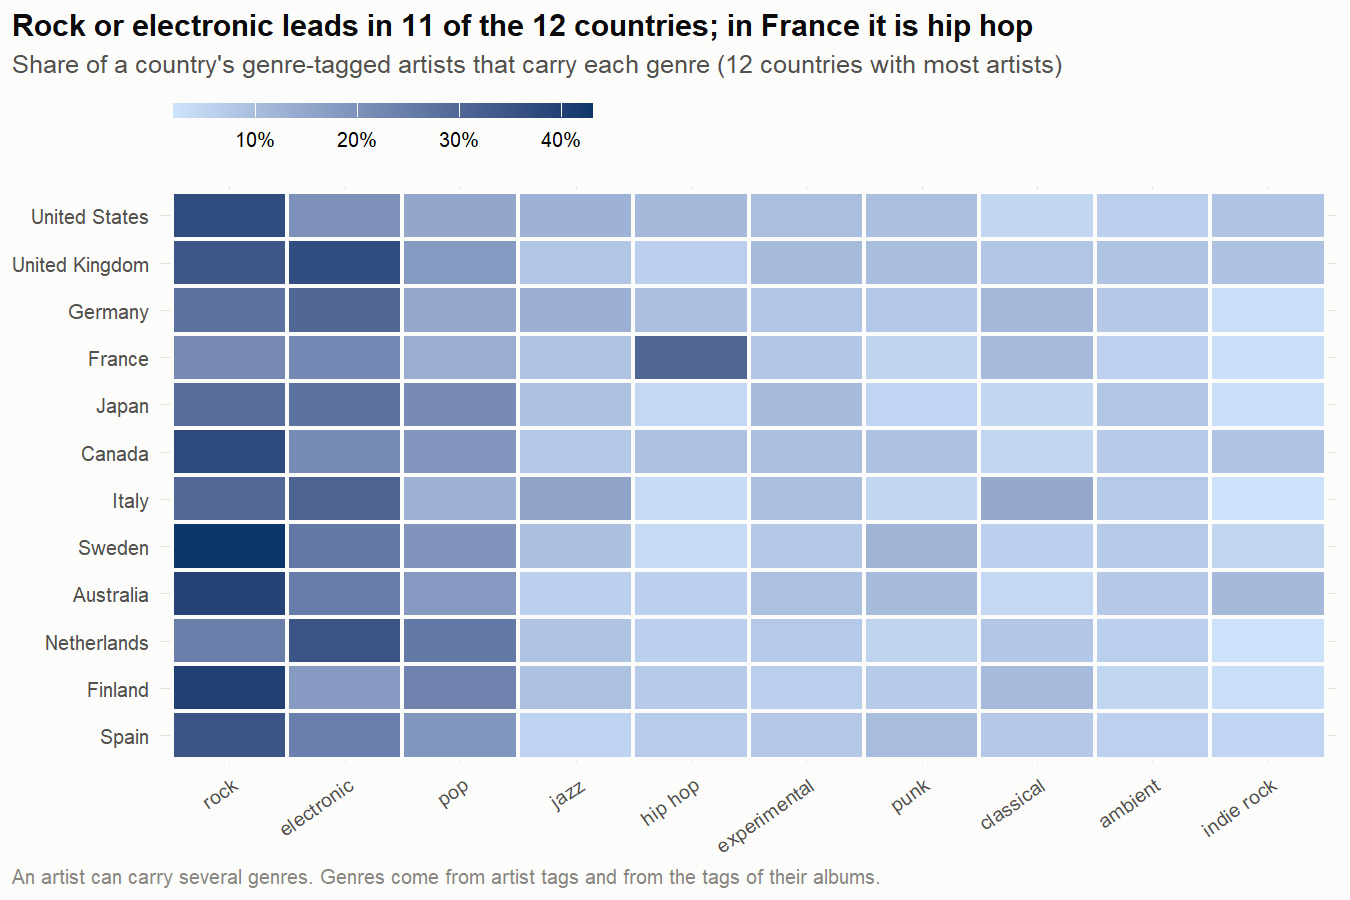 Rock or electronic leads in 11 of the 12 countries; in France it is hip hop
Share of a country's genre-tagged artists that carry each genre (12 countries with most artists)
10% 20% 30% 40%
United States
United Kingdom
Germany
France
Japan
Canada
Italy
Sweden
Australia
Netherlands
Finland
Spain
rock electronic pop jazz hip hop experimental punk classical ambient indie rock
An artist can carry several genres. Genres come from artist tags and from the tags of their albums.